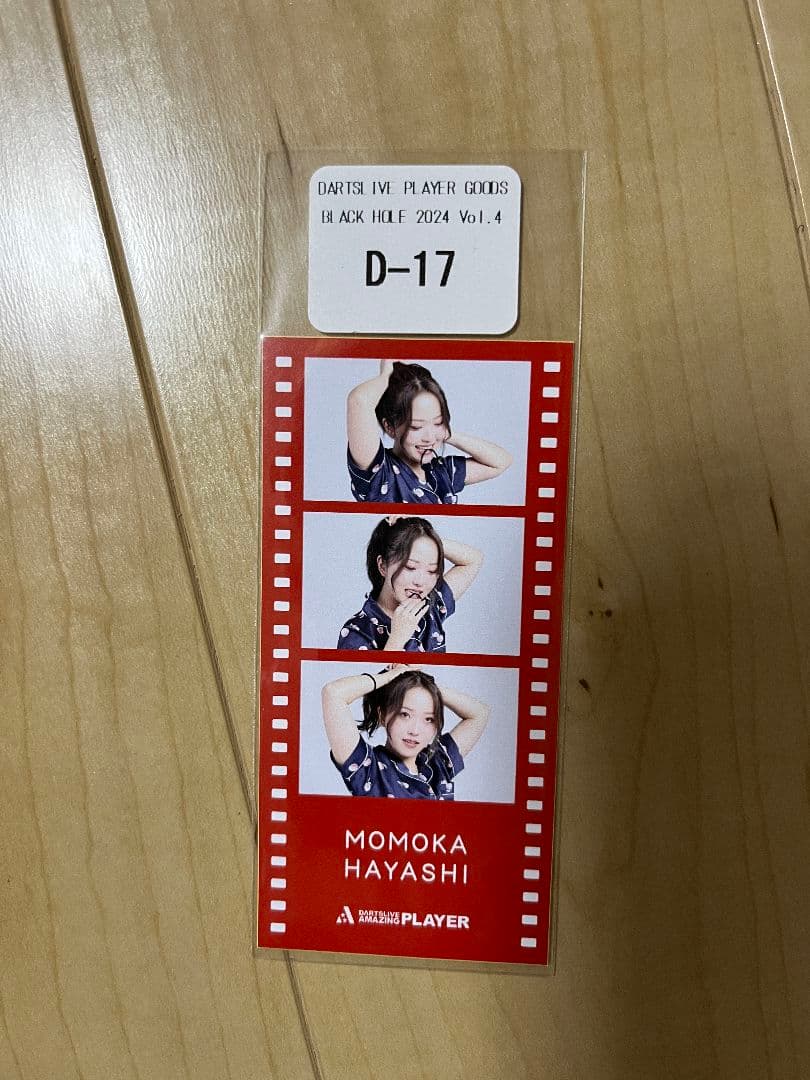 DARTSLIVE PLAYER GOODS
BLACK HOLE 2024 Vol.4
D-17
MOMOKA
HAYASHI
DARTSLIVE
AMAZING PLAYER